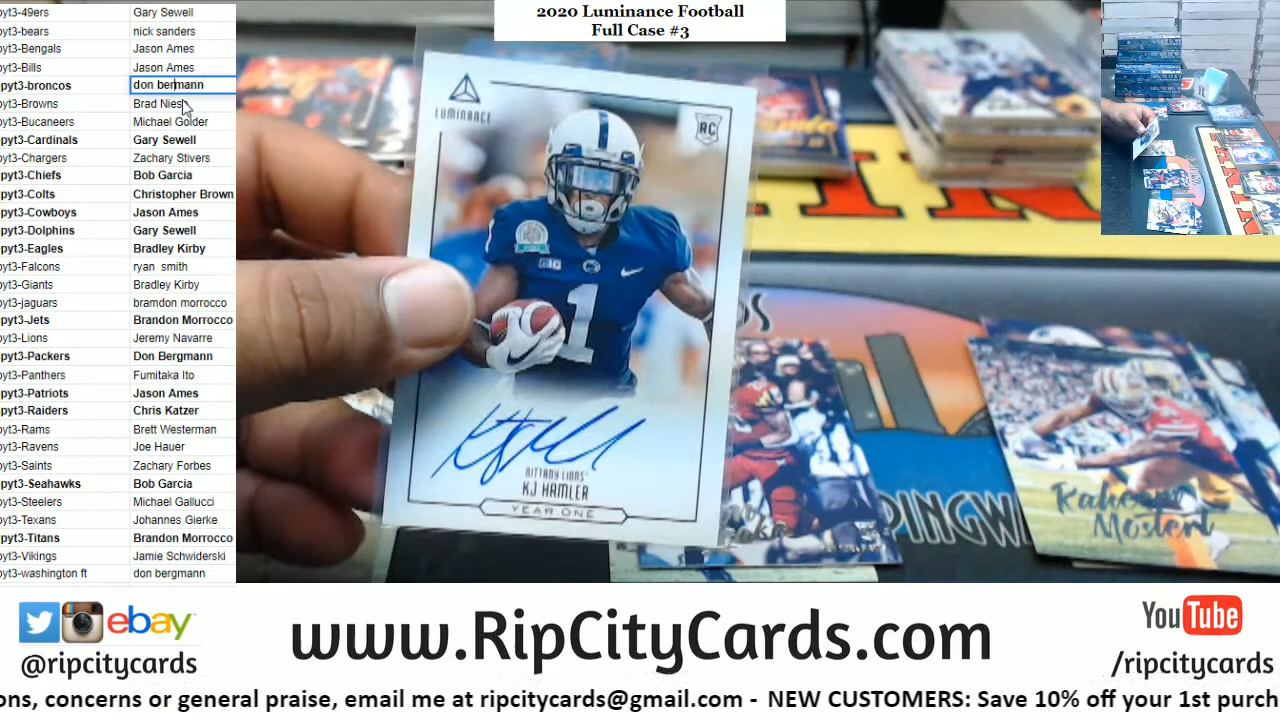 2020 Luminance Football
Full Case #3
pyt3-49ers Gary Sewell
pyt3-bears nick sanders
pyt3-Bengals Jason Ames
pyt3-Bills Jason Ames
pyt3-broncos don bermann
pyt3-Browns Brad Nies
pyt3-Bucaneers Michael Golder
pyt3-Cardinals Gary Sewell
pyt3-Chargers Zachary Stivers
pyt3-Chiefs Bob Garcia
pyt3-Colts Christopher Brown
pyt3-Cowboys Jason Ames
pyt3-Dolphins Gary Sewell
pyt3-Eagles Bradley Kirby
pyt3-Falcons ryan smith
pyt3-Giants Bradley Kirby
pyt3-jaguars bramdon morrocco
pyt3-Jets Brandon Morrocco
pyt3-Lions Jeremy Navarre
pyt3-Packers Don Bergmann
pyt3-Panthers Fumitaka Ito
pyt3-Patriots Jason Ames
pyt3-Raiders Chris Katzer
pyt3-Rams Brett Westerman
pyt3-Ravens Joe Hauer
pyt3-Saints Zachary Forbes
pyt3-Seahawks Bob Garcia
pyt3-Steelers Michael Gallucci
pyt3-Texans Johannes Gierke
pyt3-Titans Brandon Morrocco
pyt3-Vikings Jamie Schwiderski
pyt3-washington ft don bergmann
LUMINANCE
RC
1
NITTANY LIONS
KJ HAMLER
YEAR ONE
Raheem
Mostert
PINGW
ebay
@ripcitycards
www.RipCityCards.com
YouTube
/ripcitycards
ons, concerns or general praise, email me at ripcitycards@gmail.com - NEW CUSTOMERS: Save 10% off your 1st purch